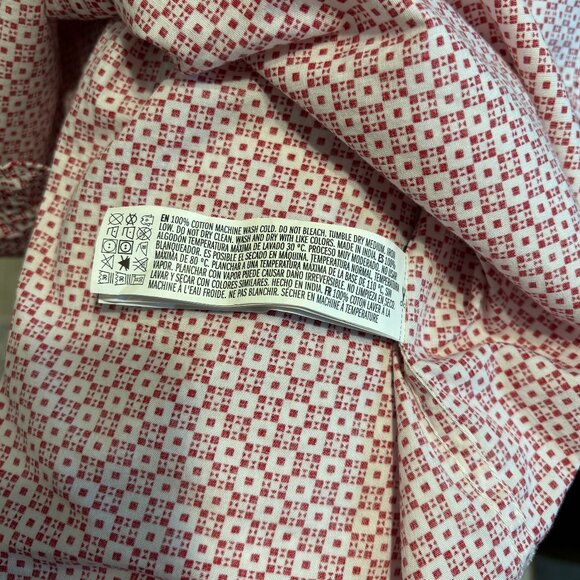 EN 100% COTTON MACHINE WASH COLD. DO NOT BLEACH. TUMBLE DRY MEDIUM. IRON
LOW. DO NOT DRY CLEAN. WASH AND DRY WITH LIKE COLORS. MADE IN INDIA. ES 100%
ALGODÓN TEMPERATURA MÁXIMA DE LAVADO 30 °C. PROCESO MUY MODERADO. NO USAR
BLANQUEADOR. ES POSIBLE EL SECADO EN MÁQUINA, TEMPERATURA NORMAL, TEMPERATURA
MÁXIMA DE 80 °C. PLANCHAR A UNA TEMPERATURA MÁXIMA DE LA BASE DE 110 °C. SIN
VAPOR. PLANCHAR CON VAPOR PUEDE CAUSAR DAÑO IRREVERSIBLE. NO LIMPIEZA EN SECO.
LAVAR Y SECAR CON COLORES SIMILARES. HECHO EN INDIA. FR 100% COTON LAVER À LA
MACHINE À L'EAU FROIDE. NE PAS BLANCHIR. SÉCHER EN MACHINE À TEMPÉRATURE